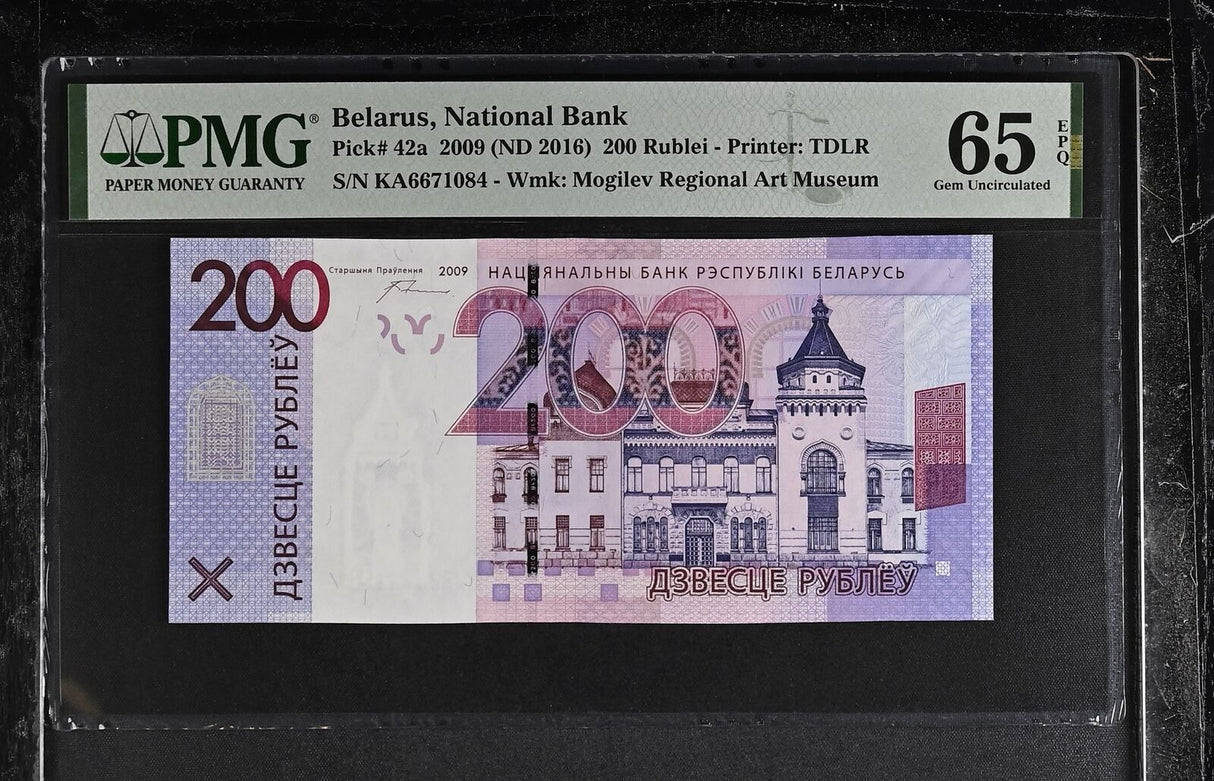 PMG®
PAPER MONEY GUARANTY
Belarus, National Bank
Pick# 42a 2009 (ND 2016) 200 Rublei - Printer: TDLR
S/N KA6671084 - Wmk: Mogilev Regional Art Museum
65 EPQ
Gem Uncirculated
200
Старшыня Праўлення 2009
НАЦЫЯНАЛЬНЫ БАНК РЭСПУБЛІКІ БЕЛАРУСЬ
200
ДЗВЕСЦЕ РУБЛЁЎ
ДЗВЕСЦЕ РУБЛЁЎ